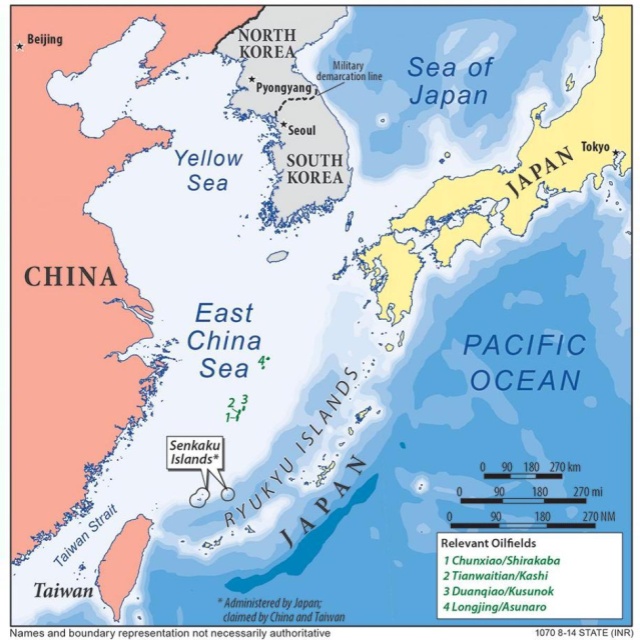 Beijing
NORTH
KOREA
Military
demarcation line
Pyongyang
Seoul
SOUTH
KOREA
Sea of
Japan
Tokyo
JAPAN
Yellow
Sea
CHINA
East
China
Sea
4
2 3
1
PACIFIC
OCEAN
Senkaku
Islands*
RYUKYU ISLANDS
JAPAN
Taiwan Strait
Taiwan
0 90 180 270 km
0 90 180 270 mi
0 90 180 270 NM
Relevant Oilfields
1 Chunxiao/Shirakaba
2 Tianwaitian/Kashi
3 Duanqiao/Kusunok
4 Longjing/Asunaro
* Administered by Japan;
claimed by China and Taiwan
Names and boundary representation not necessarily authoritative
1070 8-14 STATE (INR)